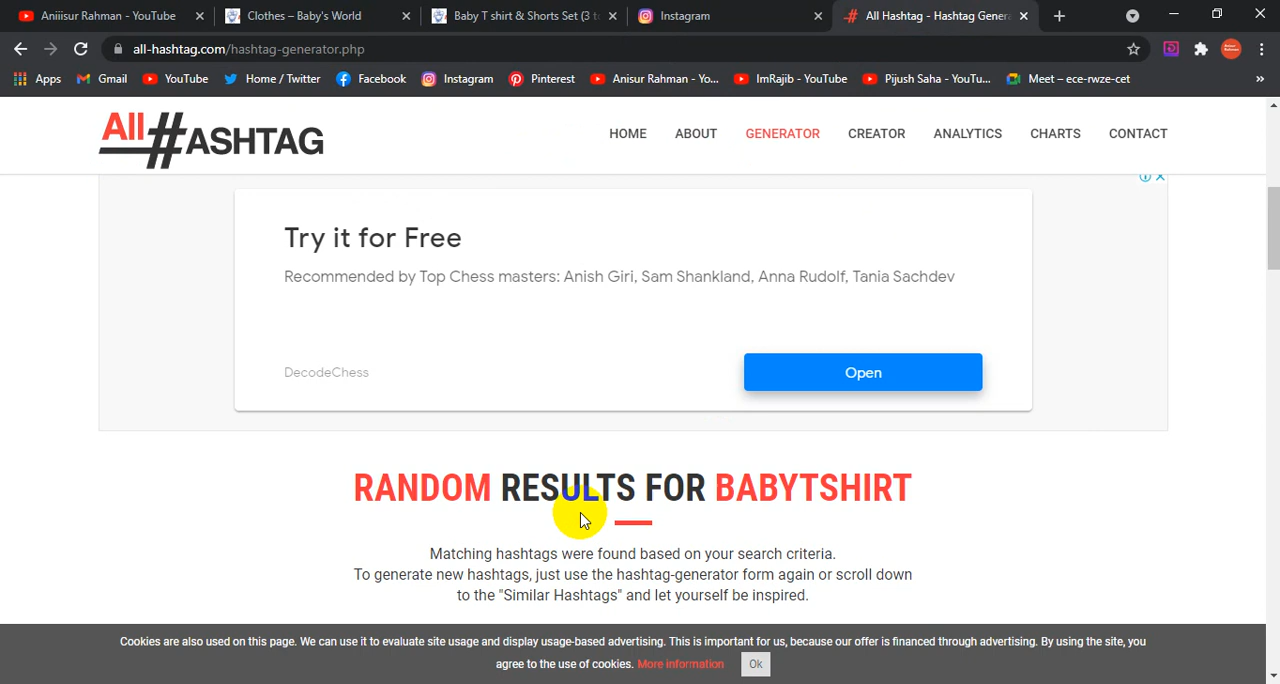 Aniiisur Rahman - YouTube
Clothes – Baby's World
Baby T shirt & Shorts Set (3 t
Instagram
All Hashtag - Hashtag Genera
all-hashtag.com/hashtag-generator.php
Apps
Gmail
YouTube
Home / Twitter
Facebook
Instagram
Pinterest
Anisur Rahman - Yo...
ImRajib - YouTube
Pijush Saha - YouTu...
Meet – ece-rwze-cet
»
All#ASHTAG
HOME
ABOUT
GENERATOR
CREATOR
ANALYTICS
CHARTS
CONTACT
Try it for Free
Recommended by Top Chess masters: Anish Giri, Sam Shankland, Anna Rudolf, Tania Sachdev
DecodeChess
Open
RANDOM RESULTS FOR BABYTSHIRT
Matching hashtags were found based on your search criteria.
To generate new hashtags, just use the hashtag-generator form again or scroll down
to the "Similar Hashtags" and let yourself be inspired.
Cookies are also used on this page. We can use it to evaluate site usage and display usage-based advertising. This is important for us, because our offer is financed through advertising. By using the site, you
agree to the use of cookies. More information Ok